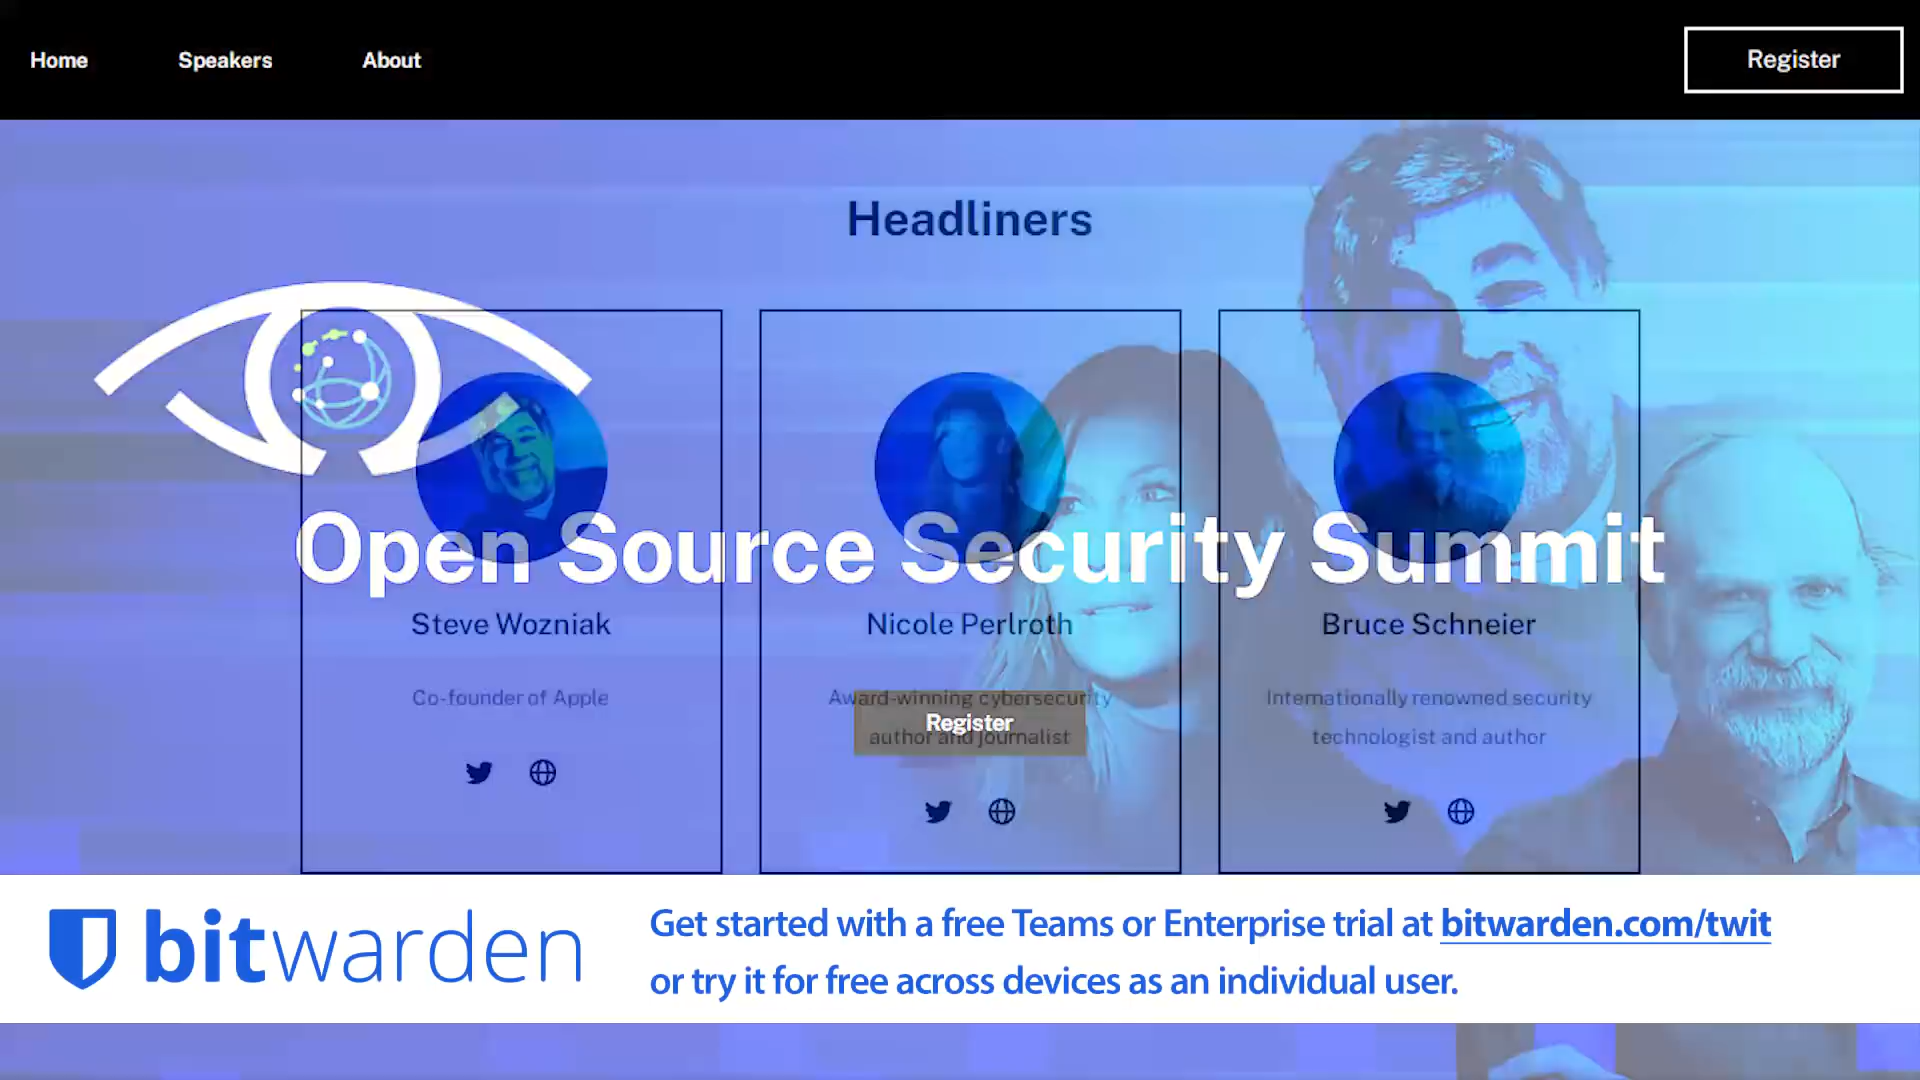 Home
Speakers
About
Register
Headliners
Open Source Security Summit
Steve Wozniak
Co-founder of Apple
Nicole Perlroth
Award-winning cybersecurity
author and journalist
Register
Bruce Schneier
Internationally renowned security
technologist and author
bitwarden
Get started with a free Teams or Enterprise trial at bitwarden.com/twit
or try it for free across devices as an individual user.